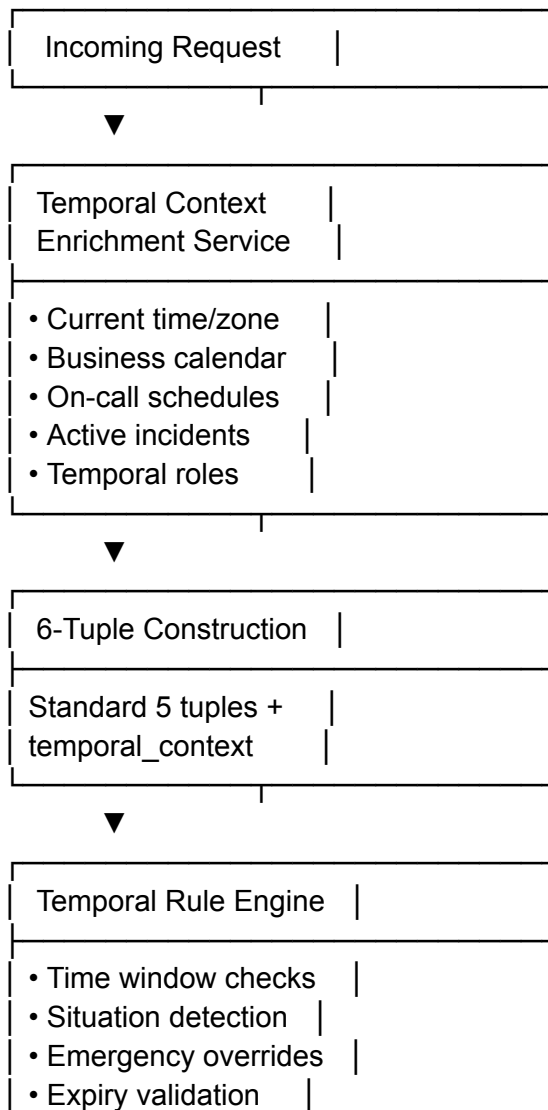 Incoming Request
▼
Temporal Context
Enrichment Service
• Current time/zone
• Business calendar
• On-call schedules
• Active incidents
• Temporal roles
▼
6-Tuple Construction
Standard 5 tuples +
temporal_context
▼
Temporal Rule Engine
• Time window checks
• Situation detection
• Emergency overrides
• Expiry validation